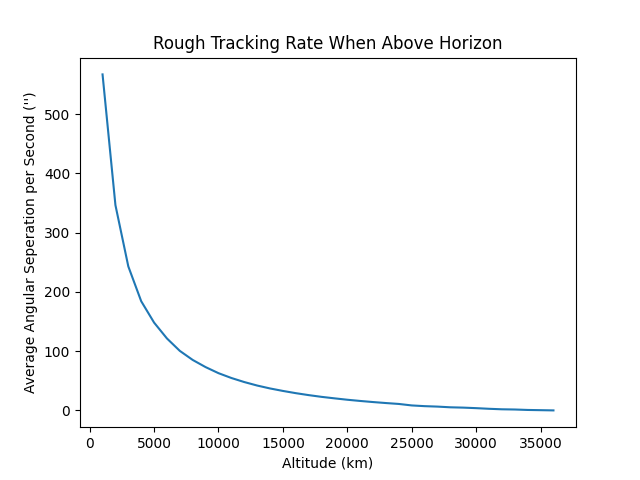 Rough Tracking Rate When Above Horizon
Average Angular Seperation per Second ('')
500
400
300
200
100
0
0 5000 10000 15000 20000 25000 30000 35000
Altitude (km)